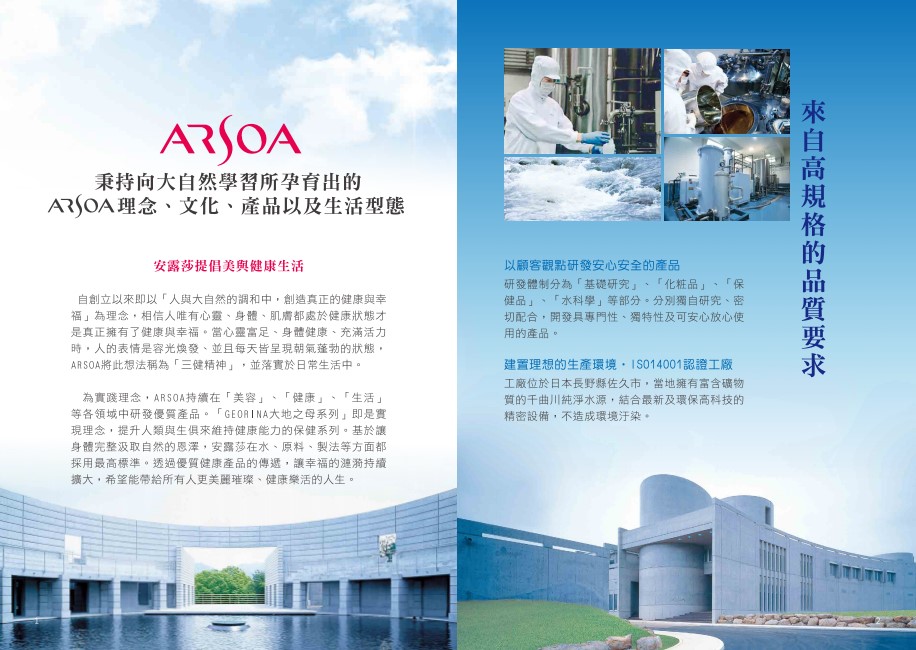 ARSOA
秉持向大自然學習所孕育出的
ARSOA理念、文化、產品以及生活型態
安露莎提倡美與健康生活
自創立以來即以「人與大自然的調和中，創造真正的健康與幸
福」為理念，相信人唯有心靈、身體、肌膚都處於健康狀態才
是真正擁有了健康與幸福。當心靈富足、身體健康、充滿活力
時，人的表情是容光煥發、並且每天皆呈現朝氣蓬勃的狀態，
ARSOA將此想法稱為「三健精神」，並落實於日常生活中。
為實踐理念，ARSOA持續在「美容」、「健康」、「生活」
等各領域中研發優質產品。「GEORINA大地之母系列」即是實
現理念，提升人類與生俱來維持健康能力的保健系列。基於讓
身體完整汲取自然的恩澤，安露莎在水、原料、製法等方面都
採用最高標準。透過優質健康產品的傳遞，讓幸福的漣漪持續
擴大，希望能帶給所有人更美麗璀璨、健康樂活的人生。
來自高規格的品質要求
以顧客觀點研發安心安全的產品
研發體制分為「基礎研究」、「化粧品」、「保
健品」、「水科學」等部分。分別獨自研究、密
切配合，開發具專門性、獨特性及可安心放心使
用的產品。
建置理想的生產環境・ISO14001認證工廠
工廠位於日本長野縣佐久市，當地擁有富含礦物
質的千曲川純淨水源，結合最新及環保高科技的
精密設備，不造成環境汙染。